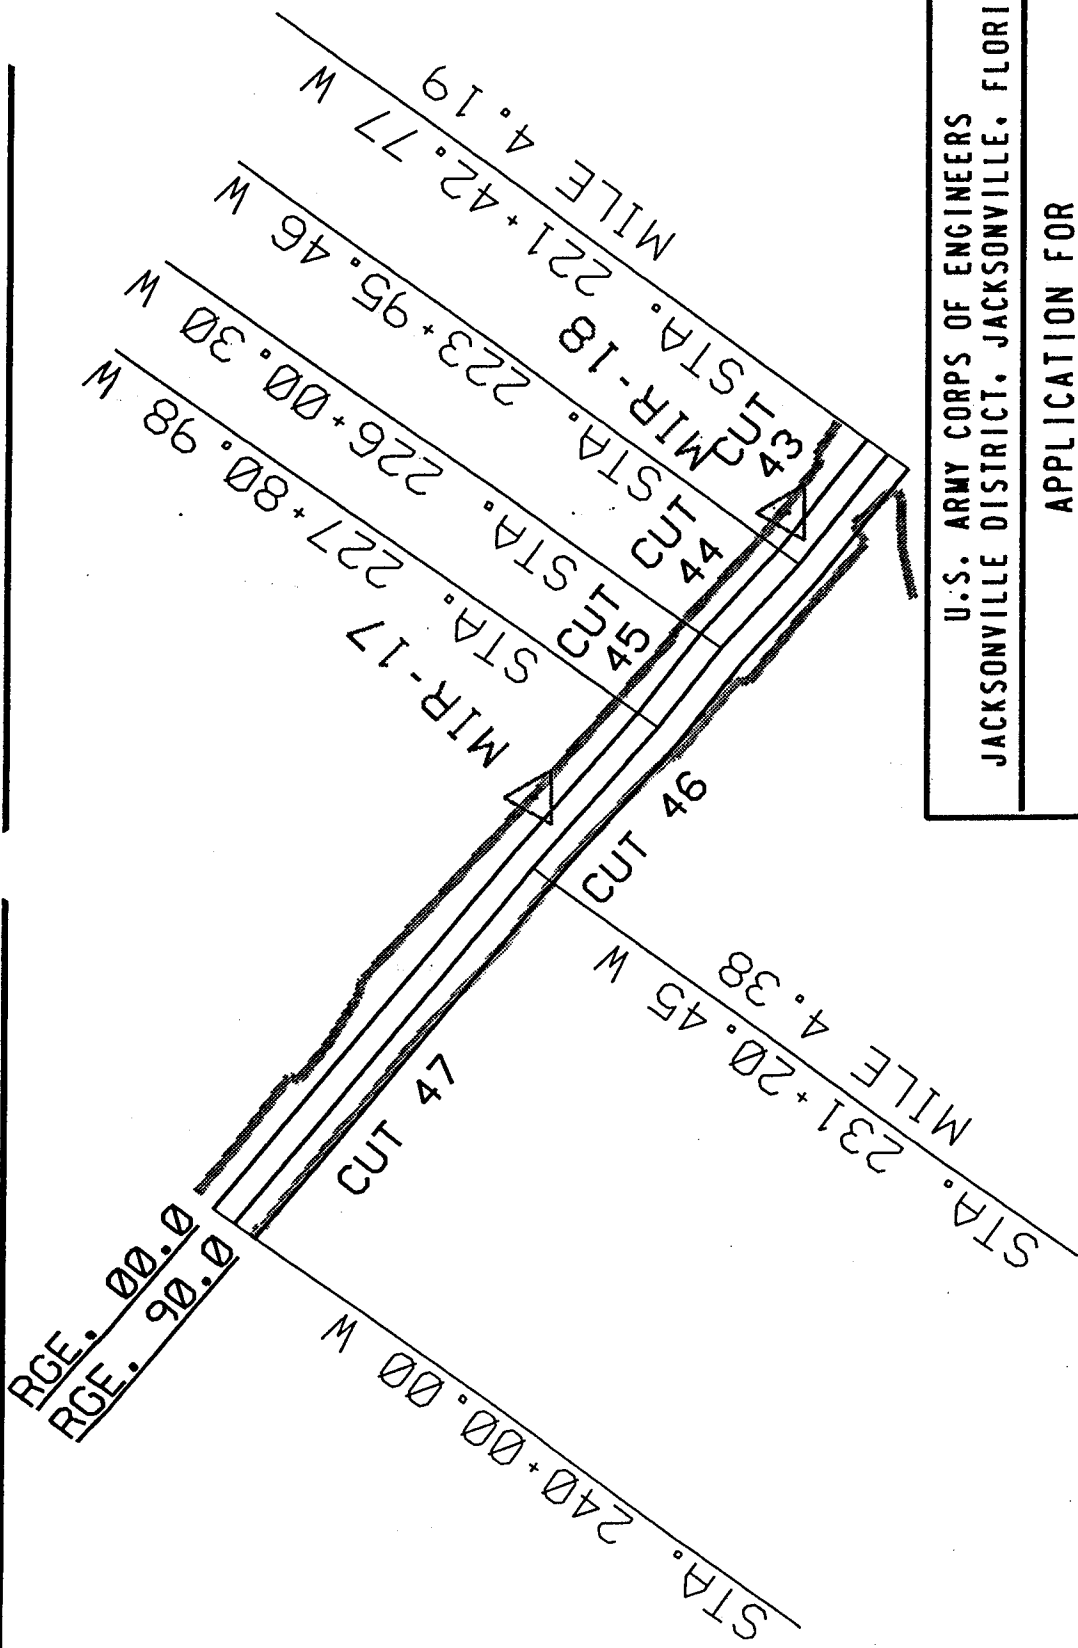 RGE. 00.0
RGE. 90.0
STA. 240+00.00 W
CUT 47
STA. 231+20.45 W
MILE 4.38
CUT 46
MIR-17
STA. 227+80.98 W
CUT
45
STA. 226+00.30 W
CUT
44
STA. 223+95.46 W
MIR-18
CUT
43
STA. 221+42.77 W
MILE 4.19
U.S. ARMY CORPS OF ENGINEERS
JACKSONVILLE DISTRICT, JACKSONVILLE, FLORI
APPLICATION FOR